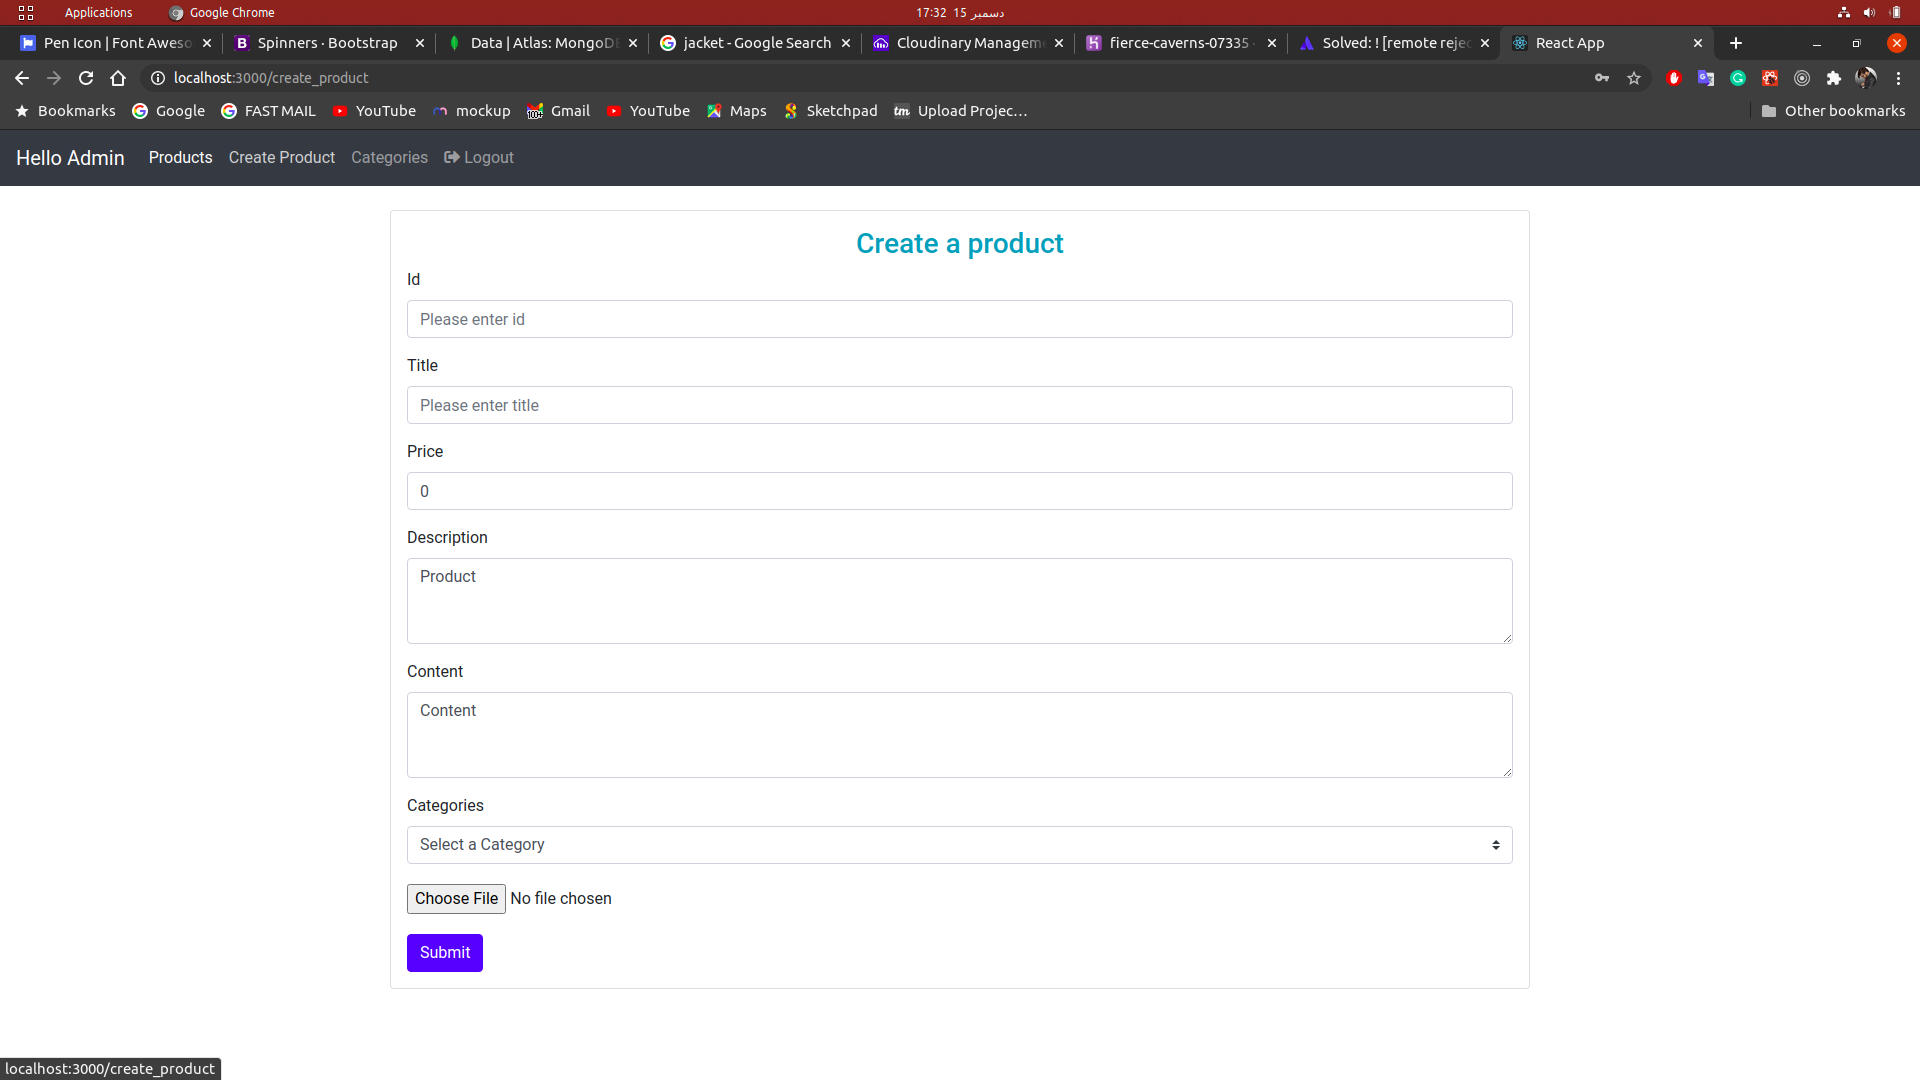 Applications Google Chrome 17:32 15 دسمبر
Pen Icon | Font Aweso Spinners · Bootstrap Data | Atlas: MongoDB jacket - Google Search Cloudinary Managem fierce-caverns-07335 Solved: ! [remote rejec React App
localhost:3000/create_product
Bookmarks Google FAST MAIL YouTube mockup 100+ Gmail YouTube Maps Sketchpad tm Upload Projec… Other bookmarks
Hello Admin Products Create Product Categories Logout
Create a product
Id
Please enter id
Title
Please enter title
Price
0
Description
Product
Content
Content
Categories
Select a Category
Choose File No file chosen
Submit
localhost:3000/create_product